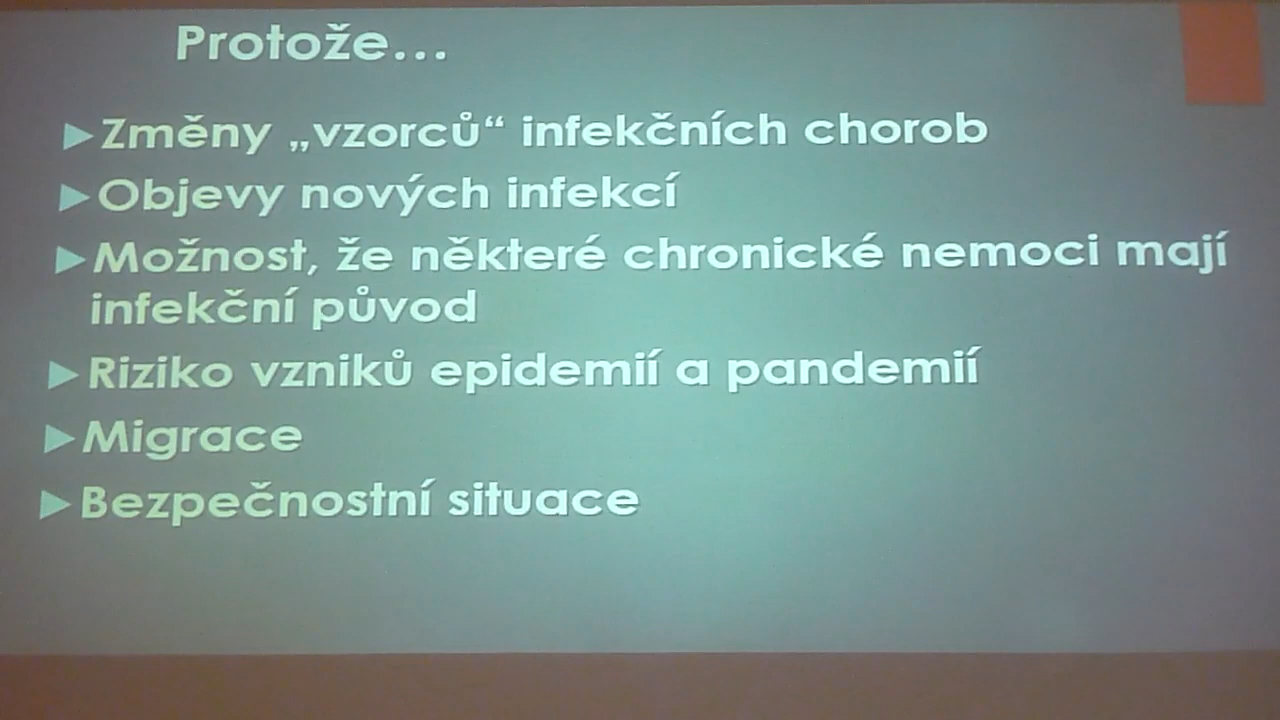 Protože...
Změny „vzorců“ infekčních chorob
Objevy nových infekcí
Možnost, že některé chronické nemoci mají
infekční původ
Riziko vzniků epidemií a pandemií
Migrace
Bezpečnostní situace